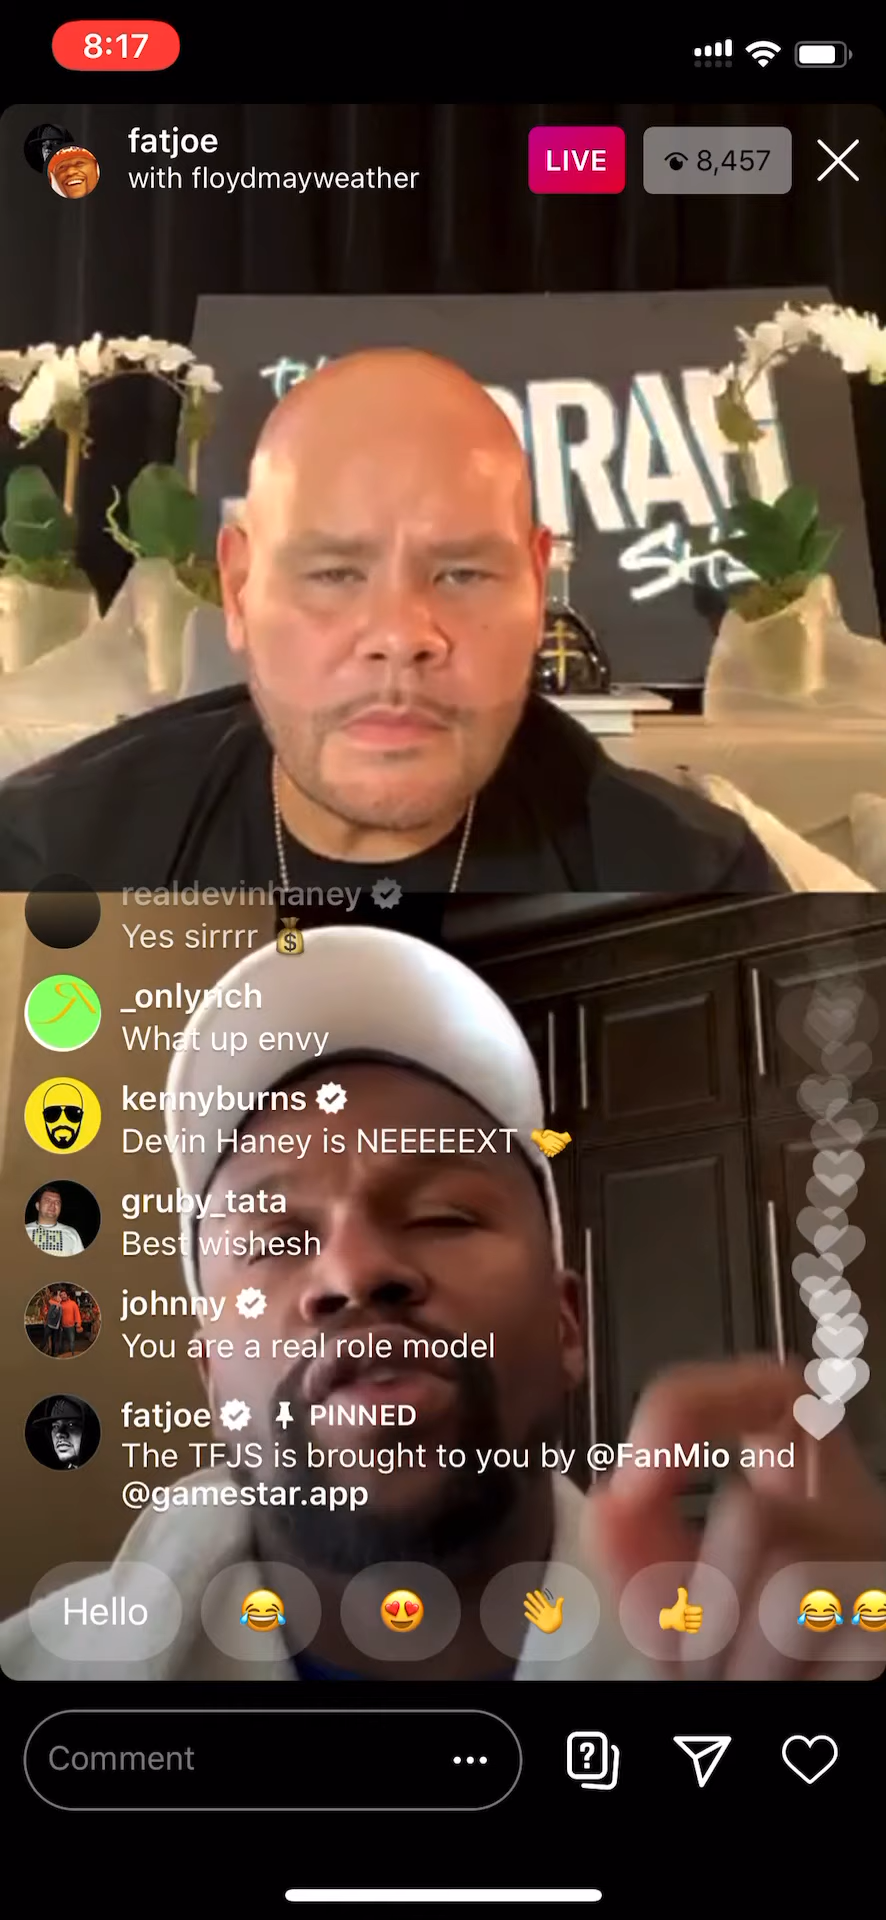 8:17
fatjoe
with floydmayweather
LIVE
8,457
RAH
realdevinhaney
Yes sirrrr 💰
_onlyrich
What up envy
kennyburns
Devin Haney is NEEEEEXT 🤝
gruby_tata
Best wishesh
johnny
You are a real role model
fatjoe PINNED
The TFJS is brought to you by @FanMio and
@gamestar.app
Hello 😂 😍 👋 👍 😂😂
Comment